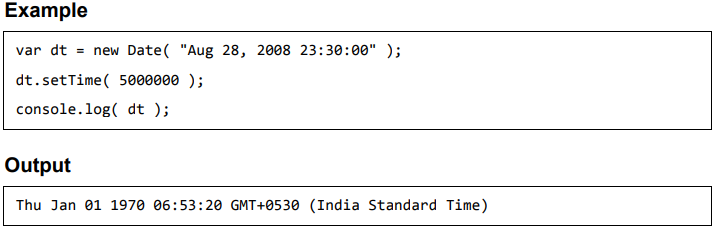 Example
var dt = new Date( "Aug 28, 2008 23:30:00" );
dt.setTime( 5000000 );
console.log( dt );
Output
Thu Jan 01 1970 06:53:20 GMT+0530 (India Standard Time)